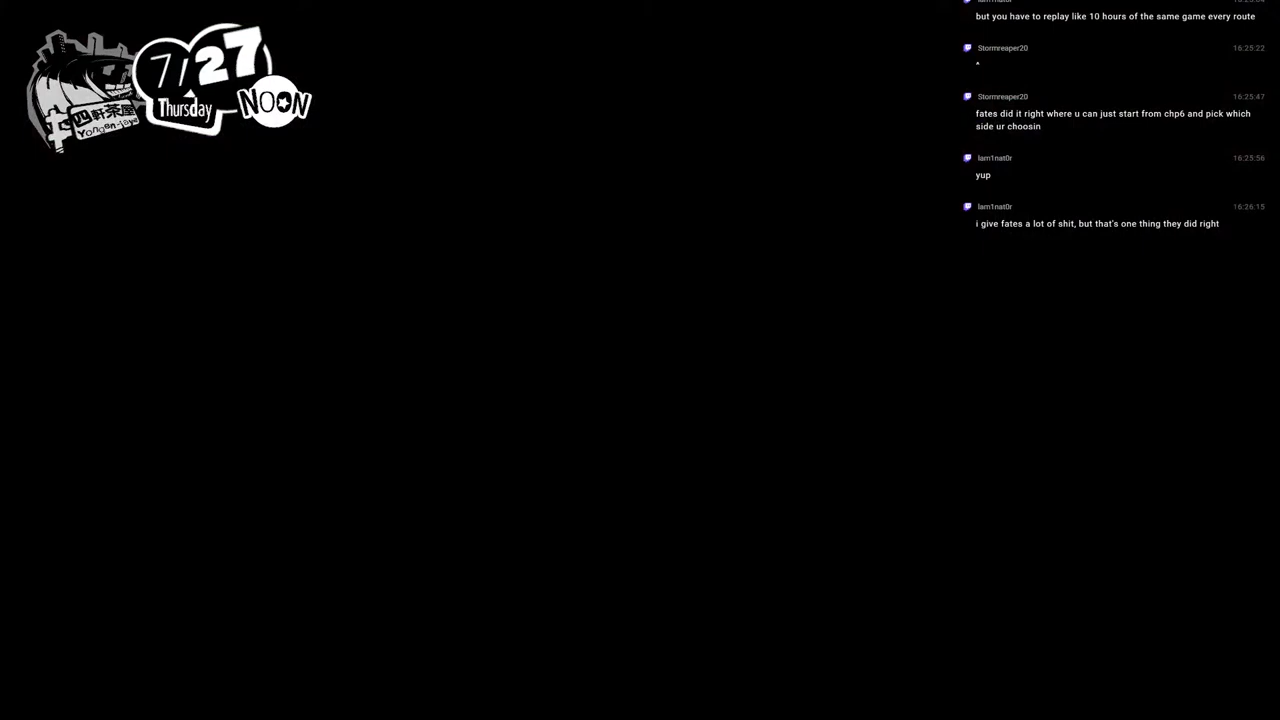 7/27
Thursday
NOON
四軒茶屋
Yongen-jaya
but you have to replay like 10 hours of the same game every route
Stormreaper20 16:25:22
^
Stormreaper20 16:25:47
fates did it right where u can just start from chp6 and pick which
side ur choosin
lam1nat0r 16:25:56
yup
lam1nat0r 16:26:15
i give fates a lot of shit, but that's one thing they did right